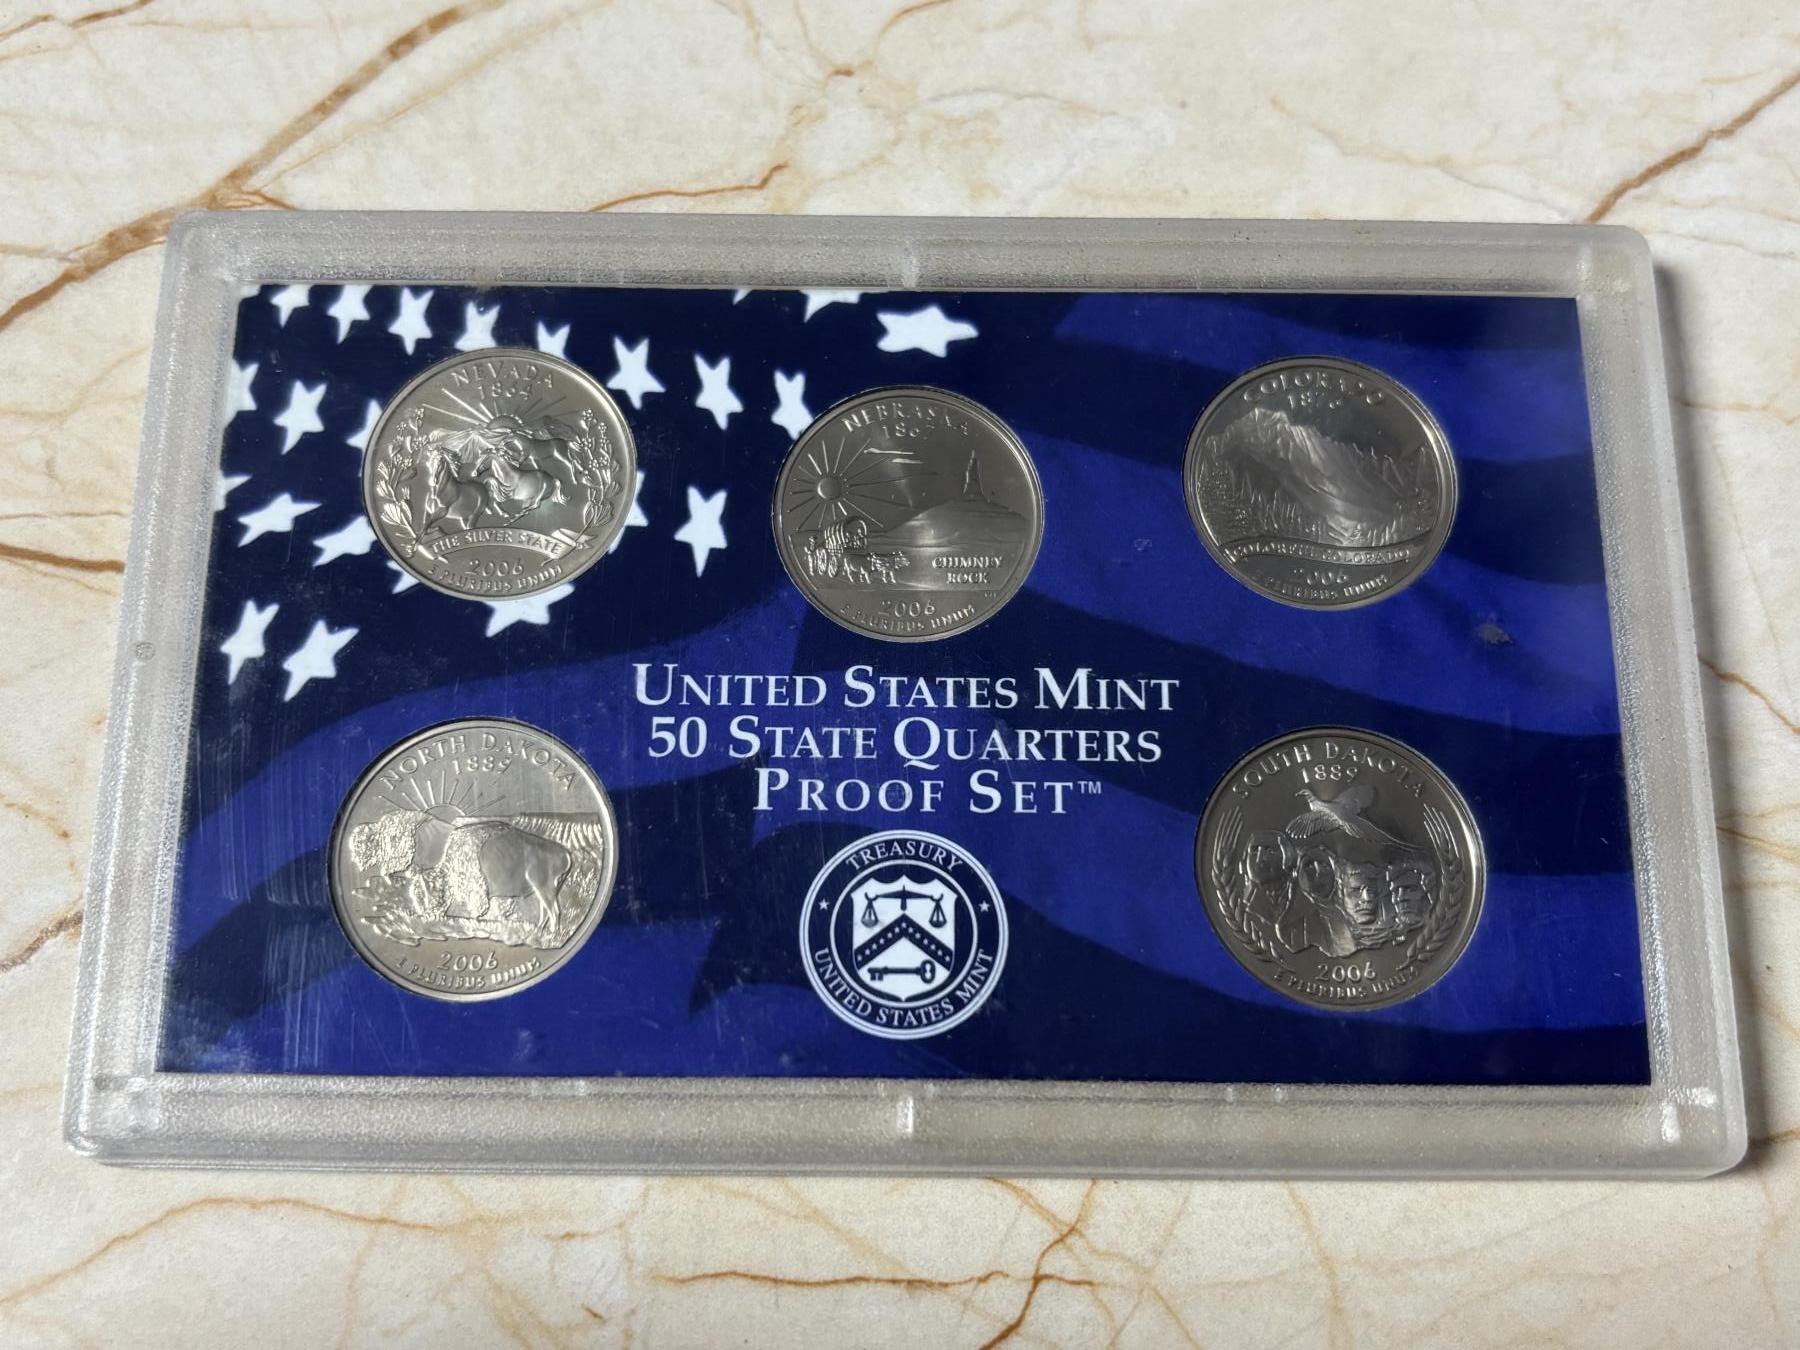 NEVADA
1864
THE SILVER STATE
2006
E PLURIBUS UNUM
NEBRASKA
1867
CHIMNEY
ROCK
2006
E PLURIBUS UNUM
COLORADO
1876
COLORFUL COLORADO
2006
E PLURIBUS UNUM
UNITED STATES MINT
50 STATE QUARTERS
PROOF SET™
NORTH DAKOTA
1889
2006
E PLURIBUS UNUM
TREASURY
UNITED STATES MINT
SOUTH DAKOTA
1889
2006
E PLURIBUS UNUM